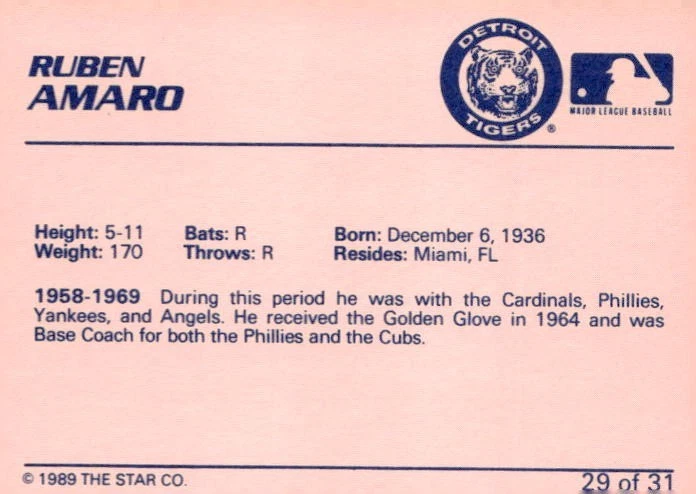 RUBEN
AMARO
DETROIT
TIGERS
®
MAJOR LEAGUE BASEBALL
Height: 5-11 Bats: R Born: December 6, 1936
Weight: 170 Throws: R Resides: Miami, FL
1958-1969 During this period he was with the Cardinals, Phillies,
Yankees, and Angels. He received the Golden Glove in 1964 and was
Base Coach for both the Phillies and the Cubs.
© 1989 THE STAR CO. 29 of 31